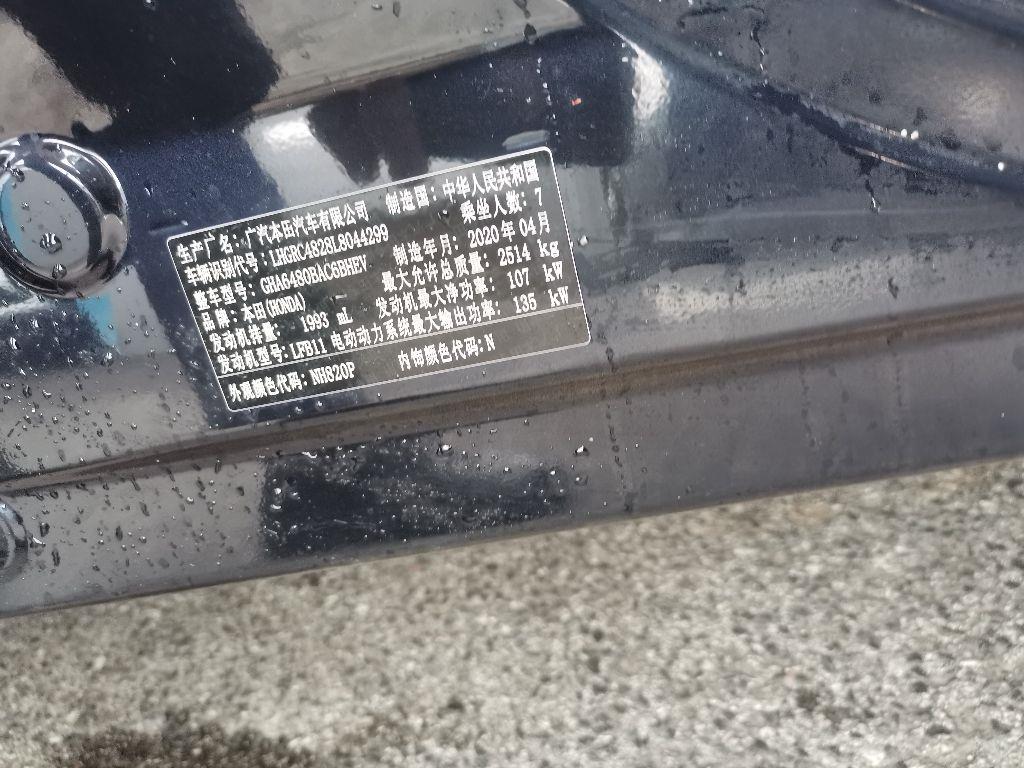 生产厂名：广汽本田汽车有限公司 制造国：中华人民共和国
车辆识别代号：LHGRC4828L8044299 乘坐人数：7
整车型号：GHA6480BAC6BHEV 制造年月：2020年04月
品牌：本田(HONDA) 最大允许总质量：2514 kg
发动机排量： 1993 mL 发动机最大净功率： 107 kW
发动机型号：LFB11 电动动力系统最大输出功率： 135 kW
外观颜色代码：NH820P 内饰颜色代码：N